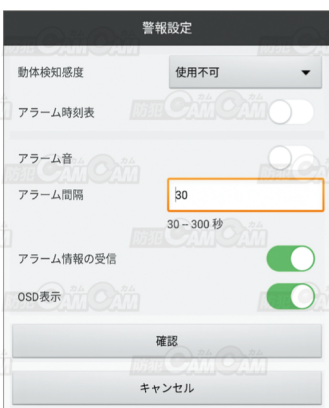 警報設定
動体検知感度 使用不可
アラーム時刻表
アラーム音
アラーム間隔 30
30 – 300 秒
アラーム情報の受信
OSD表示
確認
キャンセル